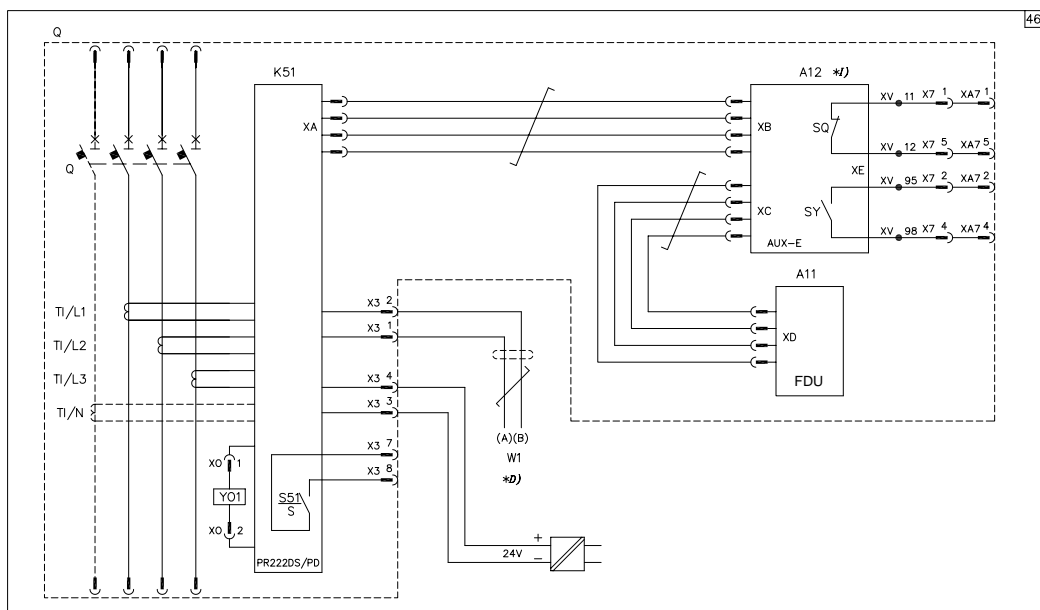 46
Q
K51
A12 *I)
XA
XB
XV 11 X7 1 XA7 1
SQ
XV 12 X7 5 XA7 5
Q
XE
XV 95 X7 2 XA7 2
XC
SY
XV 98 X7 4 XA7 4
AUX-E
A11
TI/L1
X3 2
X3 1
XD
TI/L2
TI/L3
X3 4
FDU
X3 3
TI/N
(A)(B)
X3 7
W1
XO 1
X3 8
*D)
YO1
S51
S
XO 2
+
24V
–
PR222DS/PD